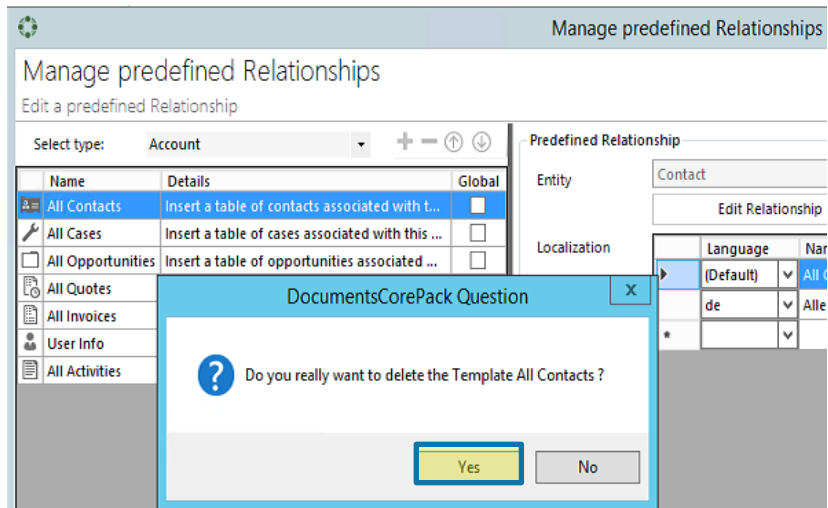 Manage predefined Relationships
Manage predefined Relationships
Edit a predefined Relationship
Select type: Account
Name Details Global
All Contacts Insert a table of contacts associated with t...
All Cases Insert a table of cases associated with this ...
All Opportunities Insert a table of opportunities associated ...
All Quotes
All Invoices
User Info
All Activities
Predefined Relationship
Entity Contact
Edit Relationship
Localization Language Nar
(Default) All C
de Alle
*
DocumentsCorePack Question
x
Do you really want to delete the Template All Contacts ?
Yes No